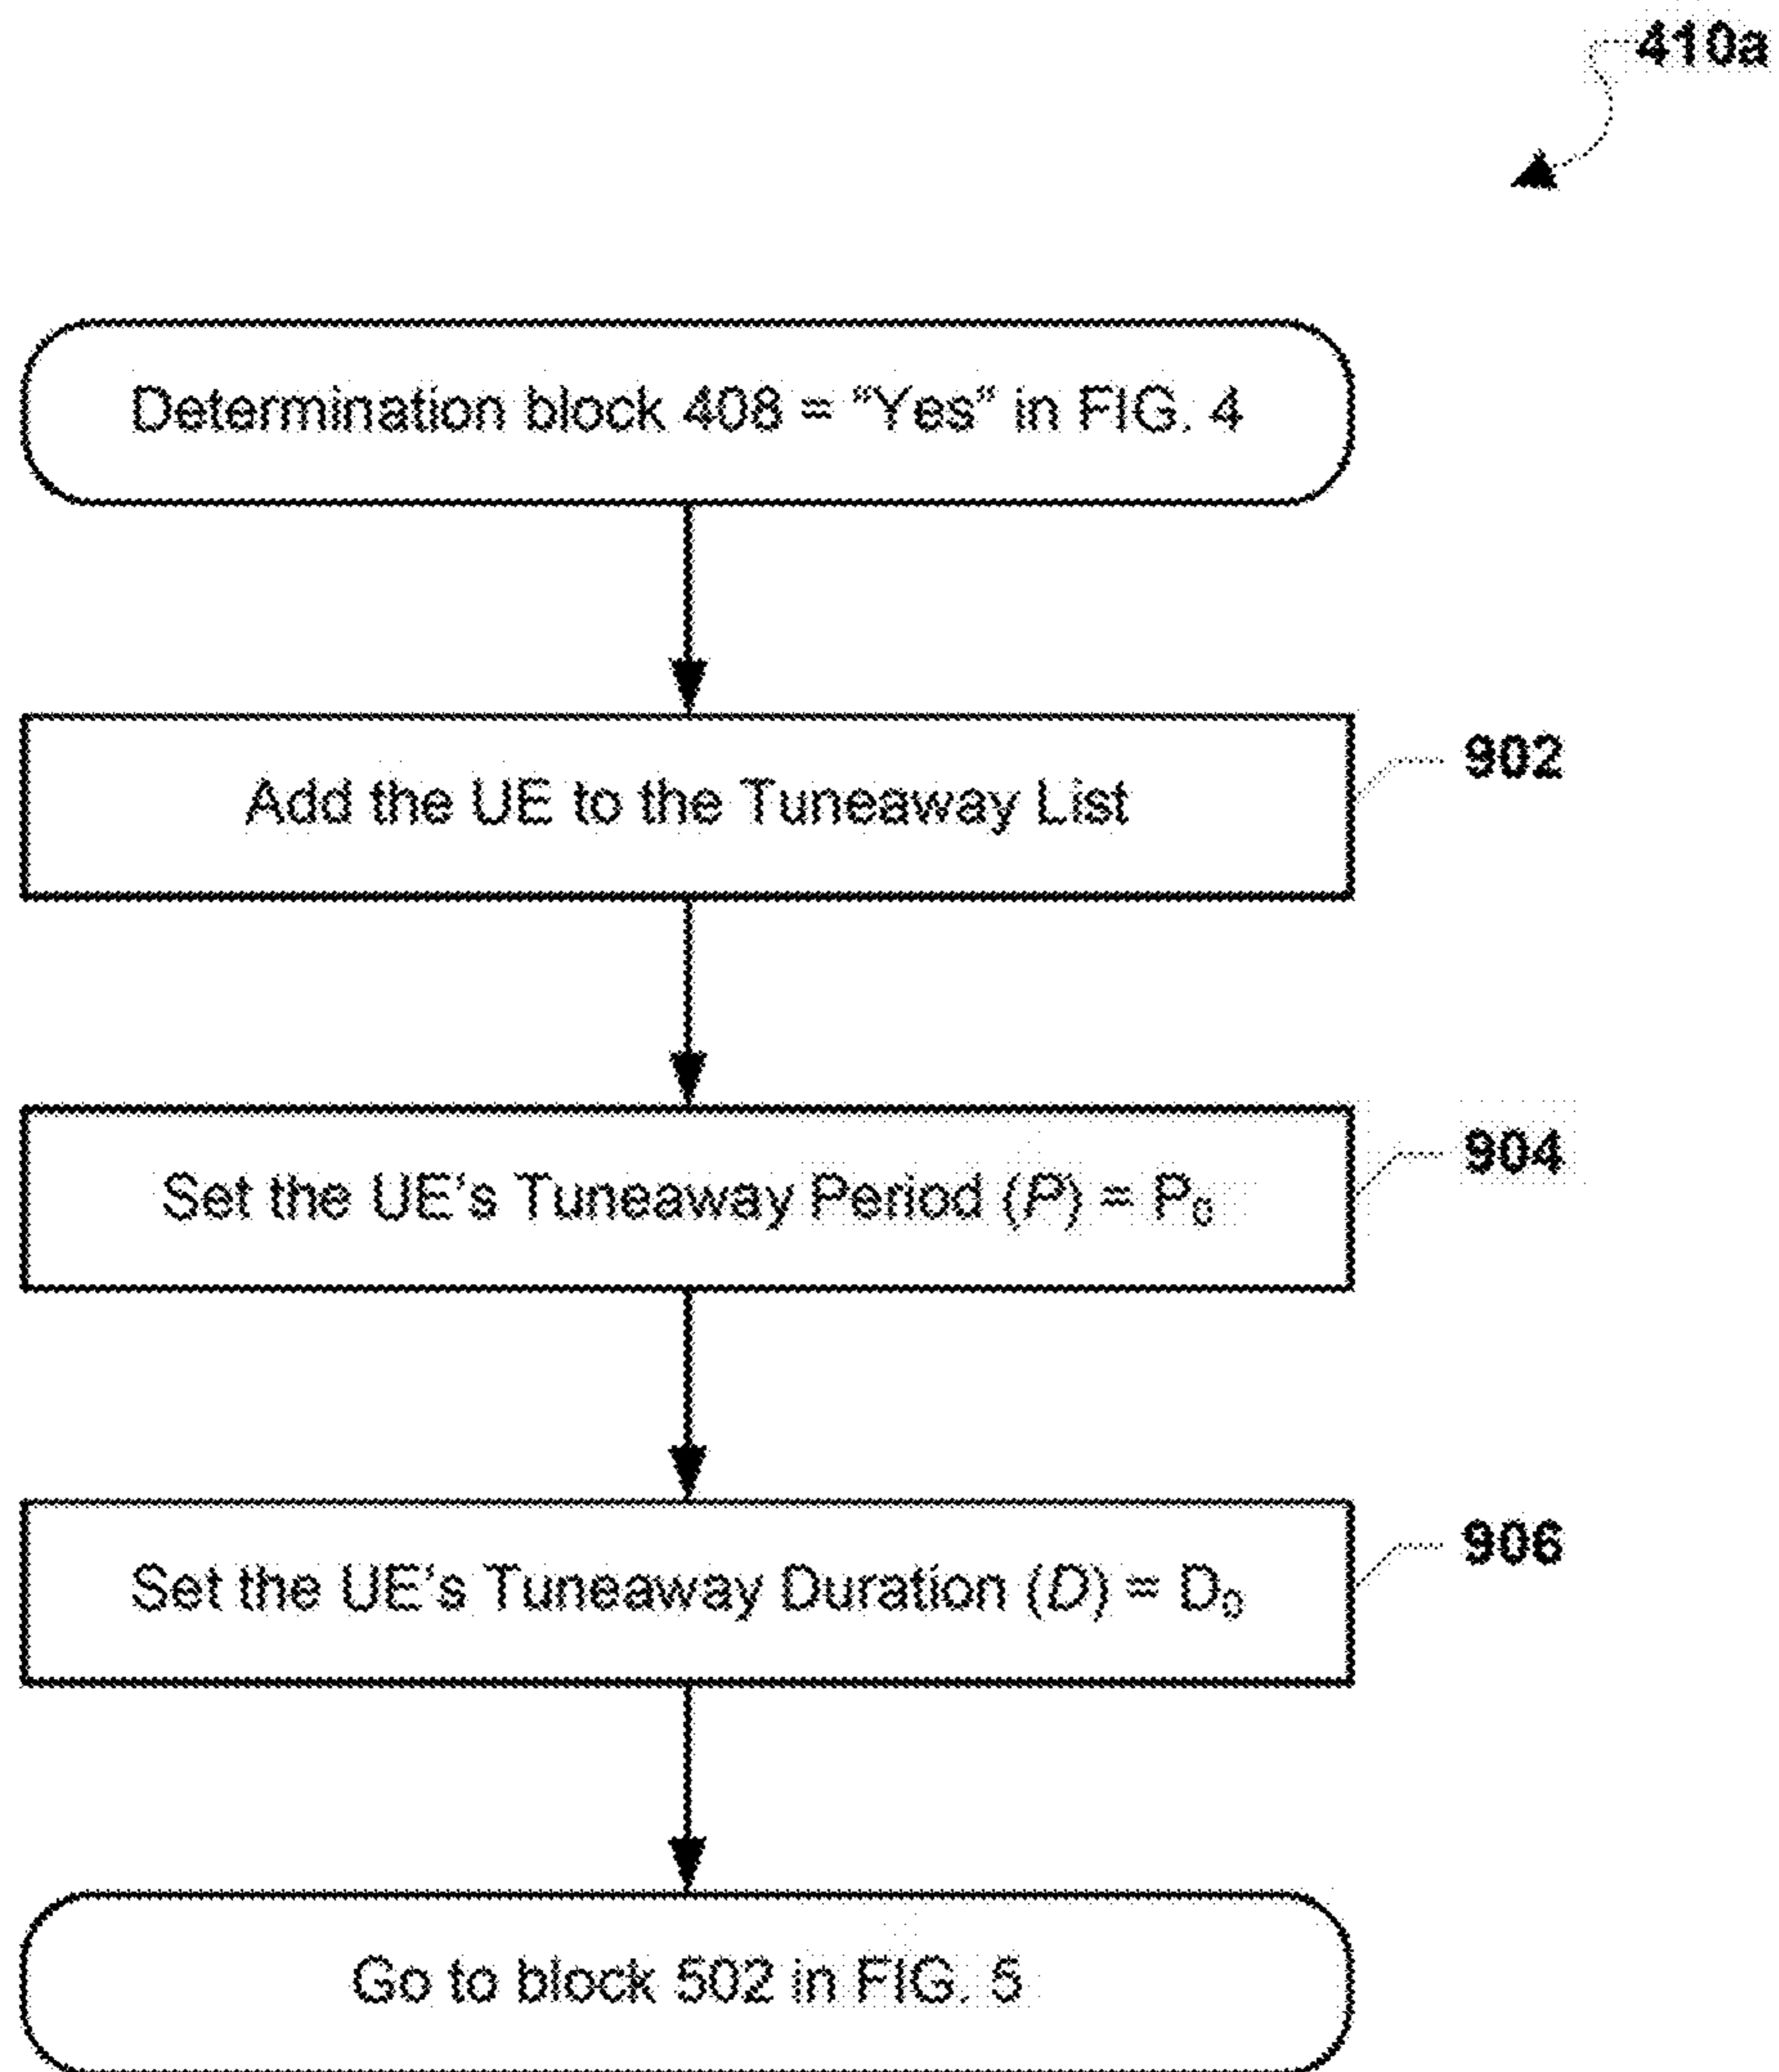 410a
Determination block 408 = “Yes” in FIG. 4
Add the UE to the Tuneaway List
902
Set the UE’s Tuneaway Period (P) = P₀
904
Set the UE’s Tuneaway Duration (D) = D₀
906
Go to block 502 in FIG. 5